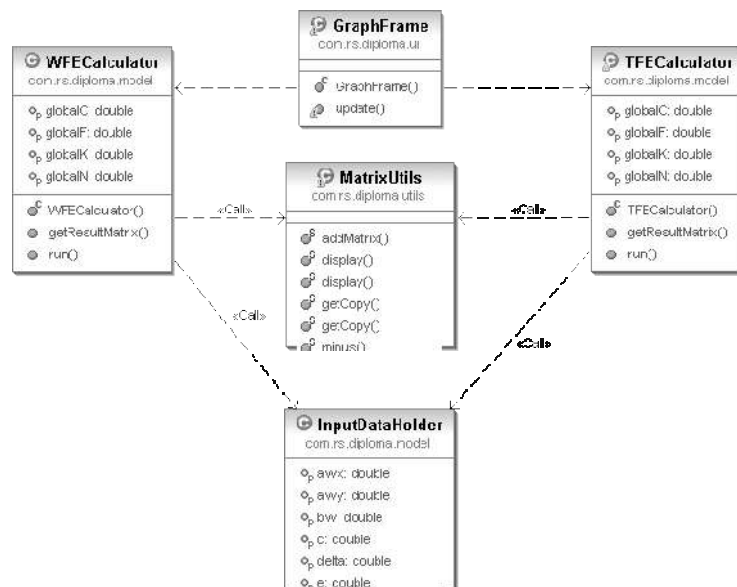 GraphFrame
com.rs.diploma.ui
GraphFrame()
update()
WFECalculator
com.rs.diploma.model
globalC: double
globalF: double
globalK: double
globalN: double
WFECalculator()
getResultMatrix()
run()
TFECalculator
com.rs.diploma.model
globalC: double
globalF: double
globalK: double
globalN: double
TFECalculator()
getResultMatrix()
run()
MatrixUtils
com.rs.diploma.utils
addMatrix()
display()
display()
getCopy()
getCopy()
minus()
«Call»
«Call»
«Call»
«Call»
InputDataHolder
com.rs.diploma.model
awx: double
awy: double
bw: double
c: double
delta: double
e: double